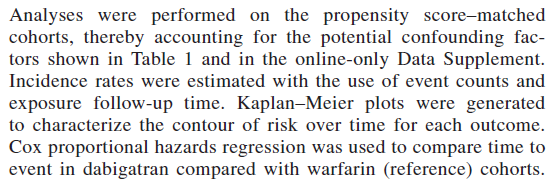 Analyses were performed on the propensity score–matched
cohorts, thereby accounting for the potential confounding fac-
tors shown in Table 1 and in the online-only Data Supplement.
Incidence rates were estimated with the use of event counts and
exposure follow-up time. Kaplan–Meier plots were generated
to characterize the contour of risk over time for each outcome.
Cox proportional hazards regression was used to compare time to
event in dabigatran compared with warfarin (reference) cohorts.